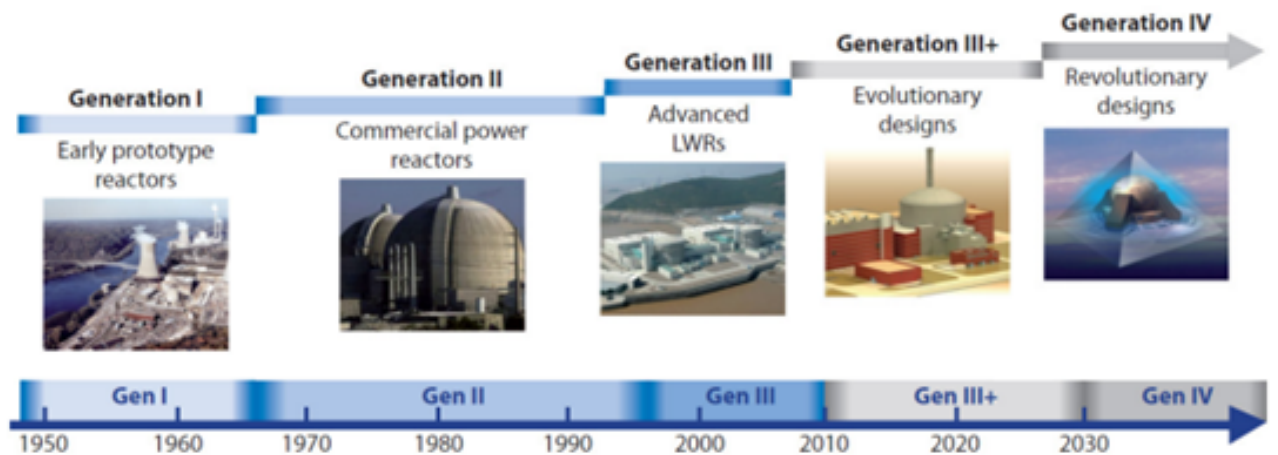 Generation I
Early prototype
reactors
Generation II
Commercial power
reactors
Generation III
Advanced
LWRs
Generation III+
Evolutionary
designs
Generation IV
Revolutionary
designs
Gen I
Gen II
Gen III
Gen III+
Gen IV
1950 1960 1970 1980 1990 2000 2010 2020 2030